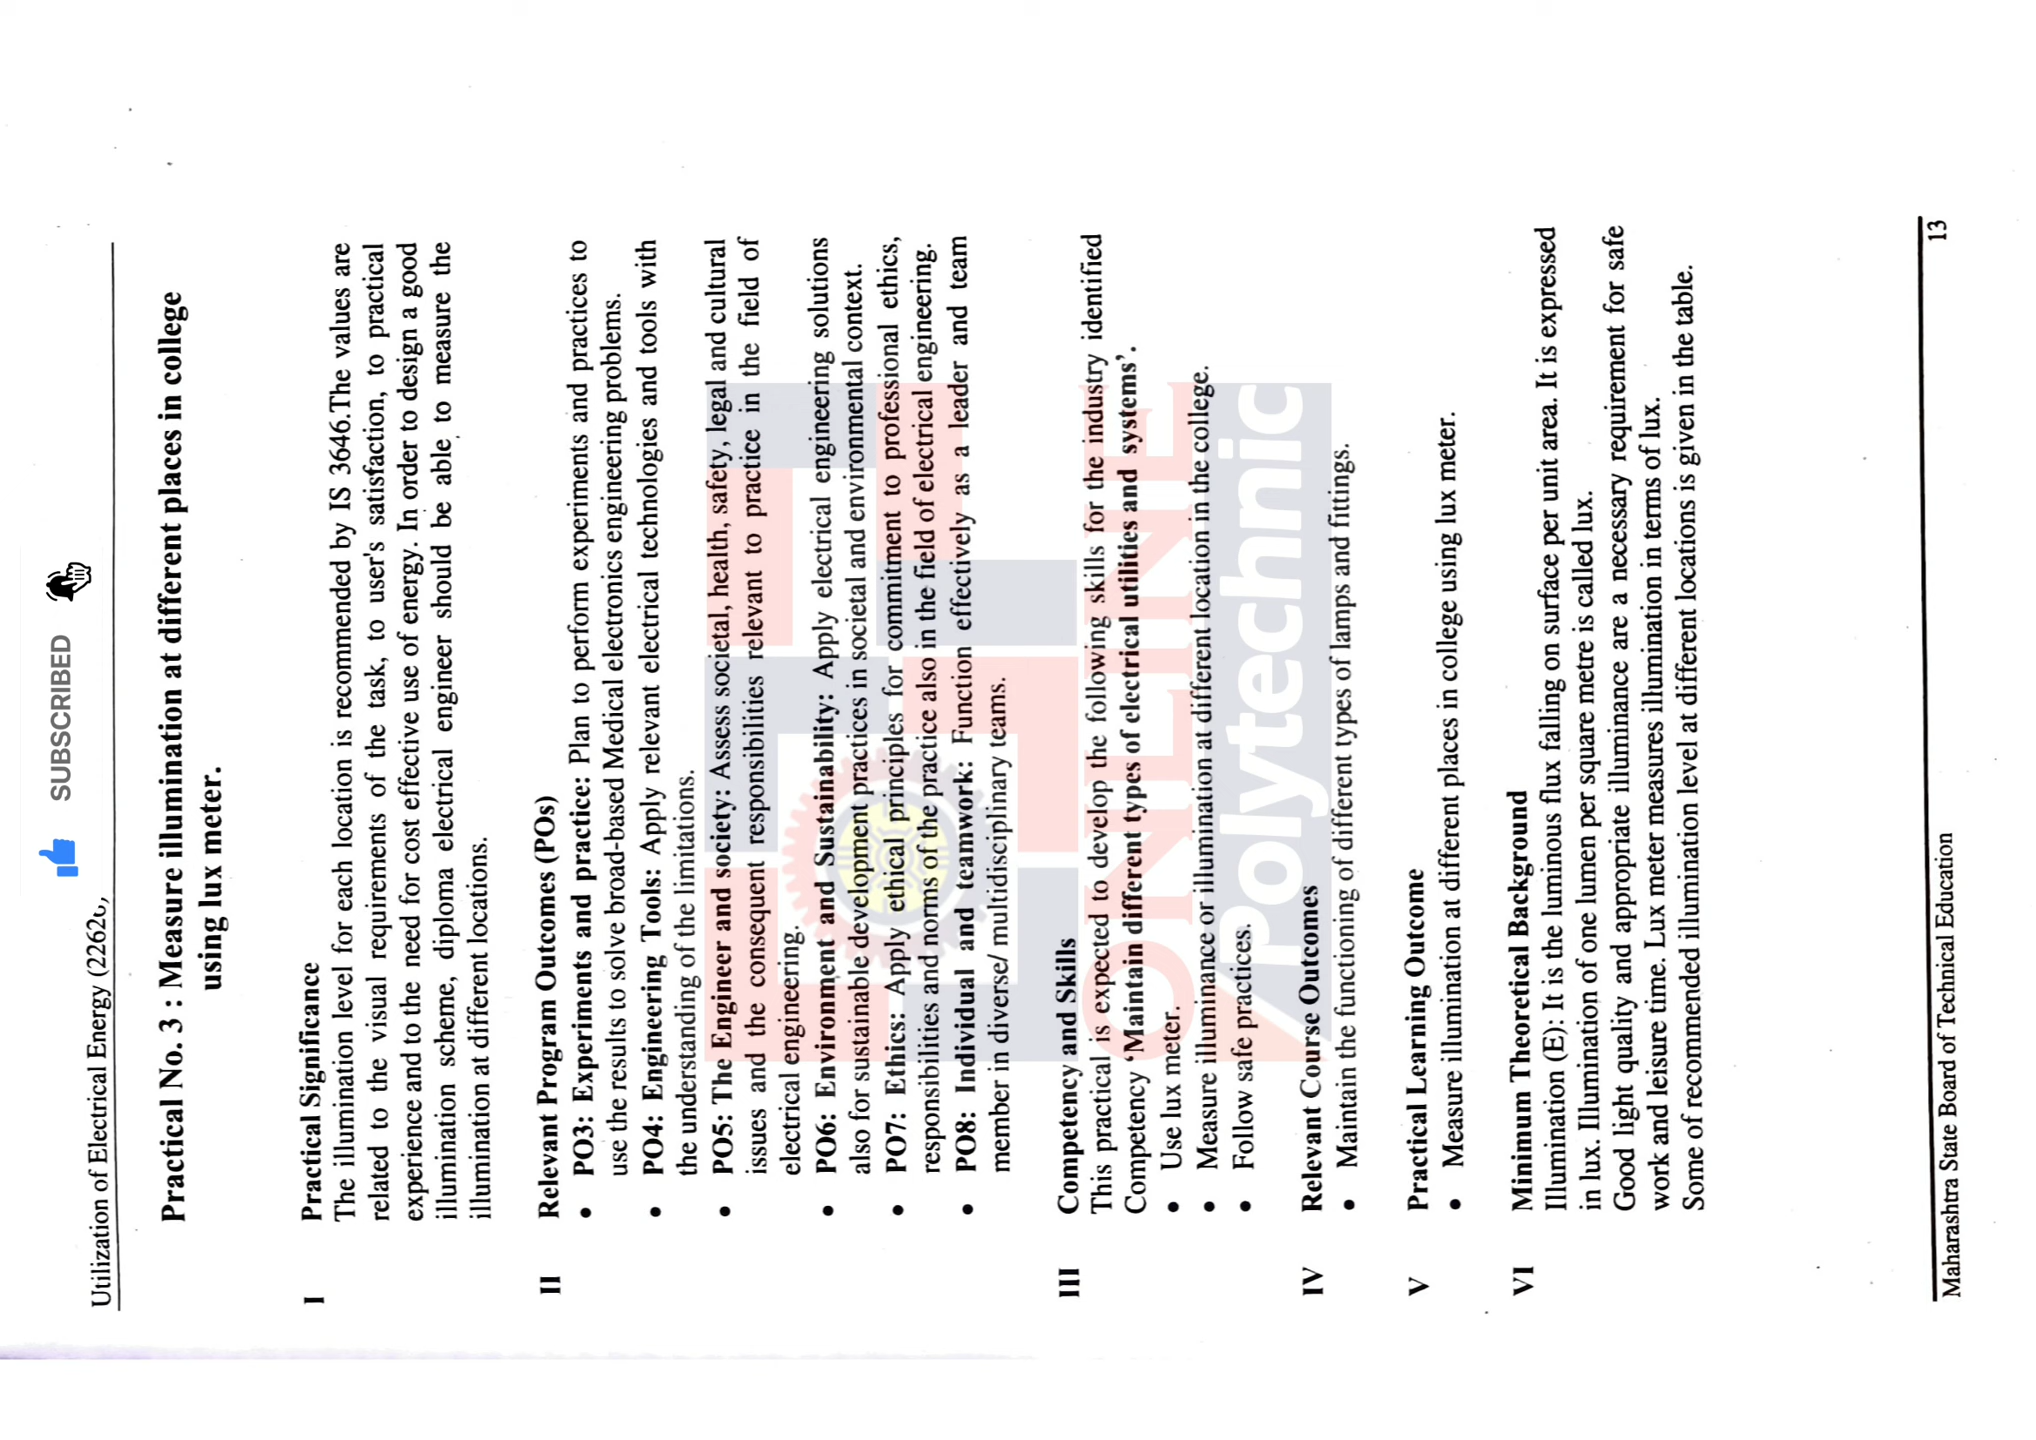 SUBSCRIBED
Utilization of Electrical Energy (22626,
Practical No. 3 : Measure illumination at different places in college
using lux meter.
I Practical Significance
The illumination level for each location is recommended by IS 3646.The values are
related to the visual requirements of the task, to user's satisfaction, to practical
experience and to the need for cost effective use of energy. In order to design a good
illumination scheme, diploma electrical engineer should be able to measure the
illumination at different locations.
II Relevant Program Outcomes (POs)
• PO3: Experiments and practice: Plan to perform experiments and practices to
use the results to solve broad-based Medical electronics engineering problems.
• PO4: Engineering Tools: Apply relevant electrical technologies and tools with
the understanding of the limitations.
• PO5: The Engineer and society: Assess societal, health, safety, legal and cultural
issues and the consequent responsibilities relevant to practice in the field of
electrical engineering.
• PO6: Environment and Sustainability: Apply electrical engineering solutions
also for sustainable development practices in societal and environmental context.
• PO7: Ethics: Apply ethical principles for commitment to professional ethics,
responsibilities and norms of the practice also in the field of electrical engineering.
• PO8: Individual and teamwork: Function effectively as a leader and team
member in diverse/ multidisciplinary teams.
III Competency and Skills
This practical is expected to develop the following skills for the industry identified
Competency ‘Maintain different types of electrical utilities and systems’.
• Use lux meter.
• Measure illuminance or illumination at different location in the college.
• Follow safe practices.
ONLINE
Polytechnic
IV Relevant Course Outcomes
• Maintain the functioning of different types of lamps and fittings.
V Practical Learning Outcome
• Measure illumination at different places in college using lux meter.
VI Minimum Theoretical Background
Illumination (E): It is the luminous flux falling on surface per unit area. It is expressed
in lux. Illumination of one lumen per square metre is called lux.
Good light quality and appropriate illuminance are a necessary requirement for safe
work and leisure time. Lux meter measures illumination in terms of lux.
Some of recommended illumination level at different locations is given in the table.
Maharashtra State Board of Technical Education 13